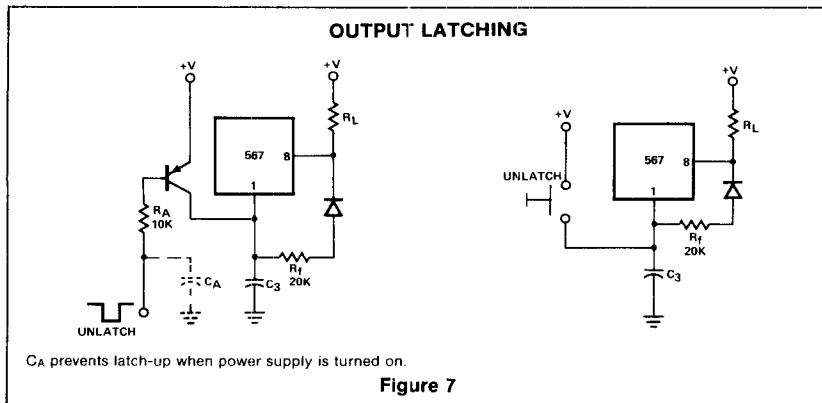 OUTPUT LATCHING
+V
+V
RL
567
8
1
RA
10K
Rf
20K
CA
C3
UNLATCH
CA prevents latch-up when power supply is turned on.
+V
+V
RL
567
8
UNLATCH
1
Rf
20K
C3
Figure 7